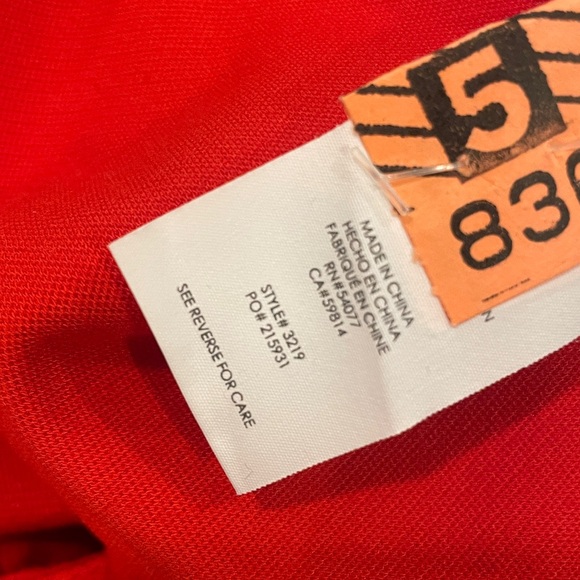 5
836
MADE IN CHINA
HECHO EN CHINA
FABRIQUÉ EN CHINE
RN#54077
CA#59814
STYLE# 3219
PO# 215931
SEE REVERSE FOR CARE